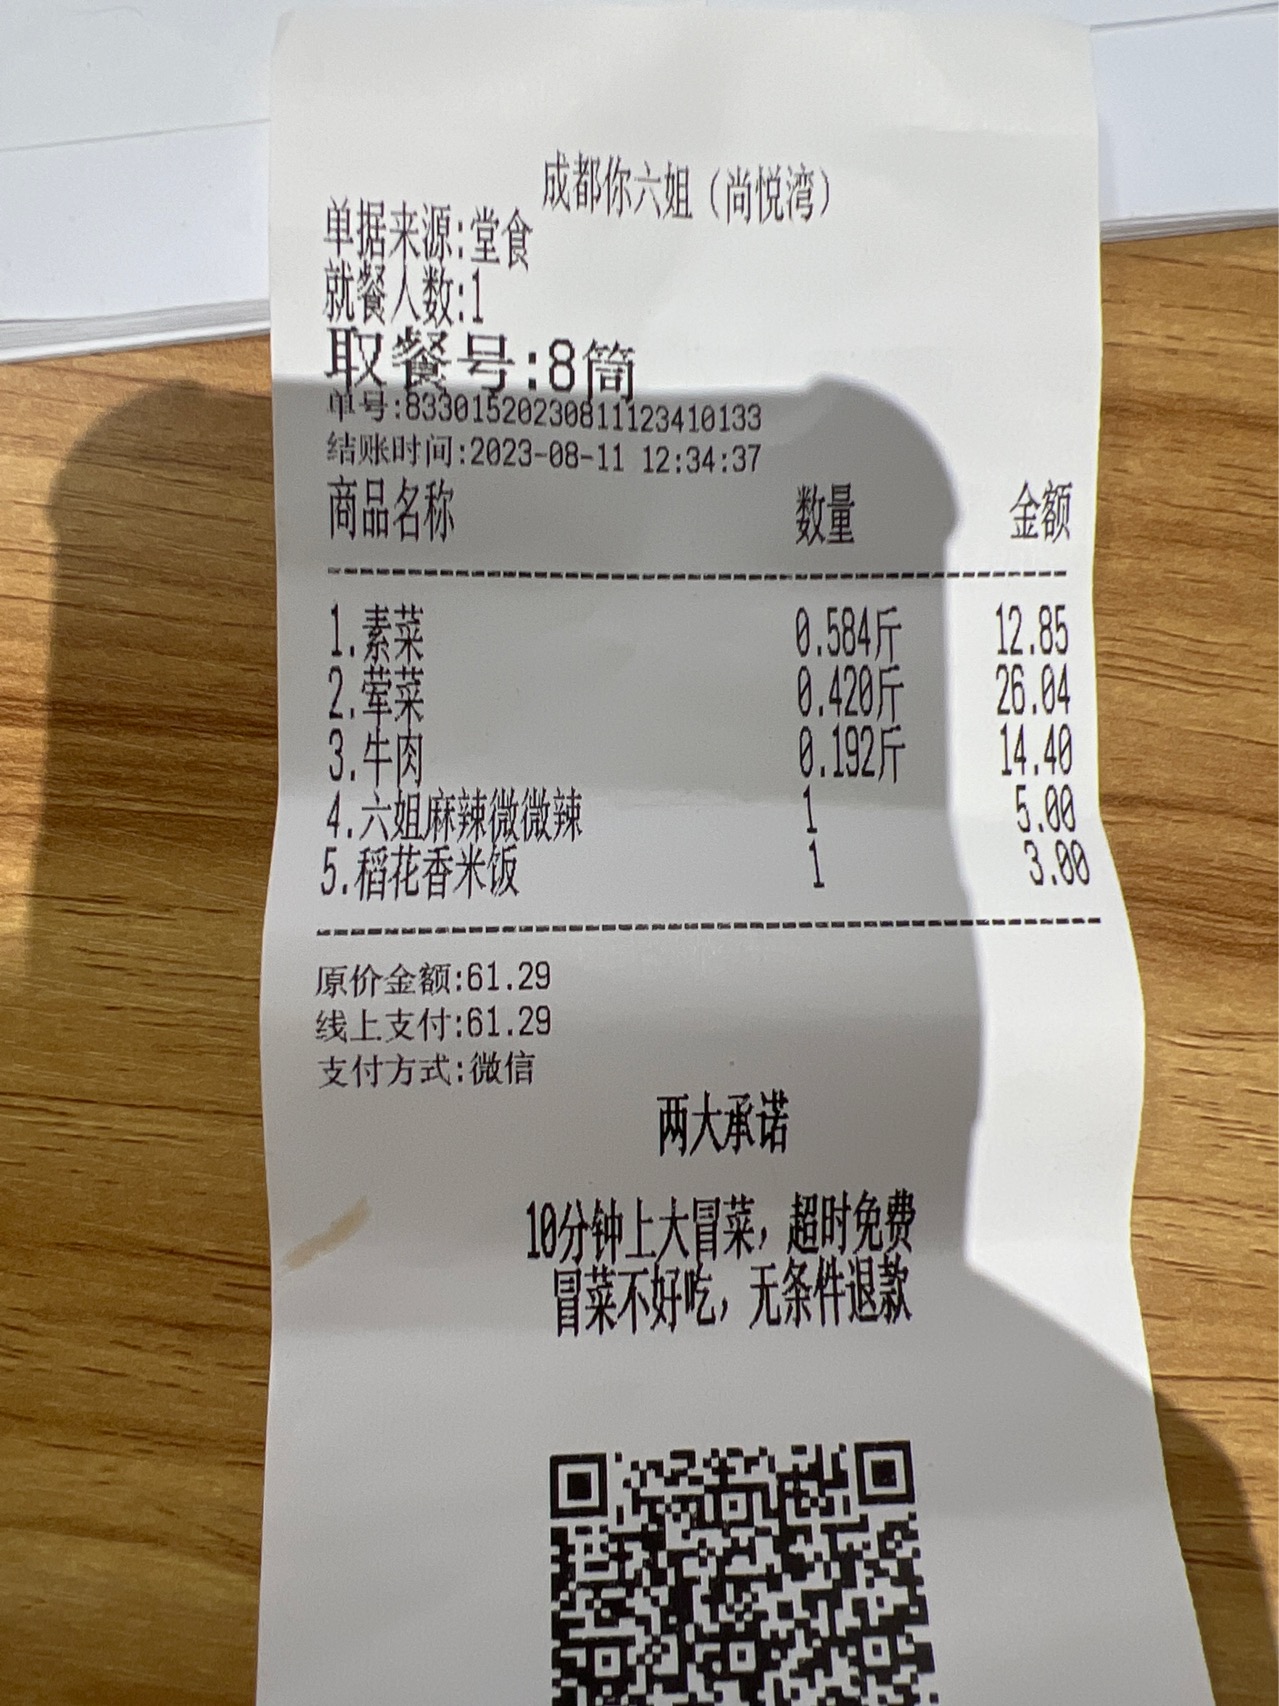 成都你六姐（尚悦湾）
单据来源:堂食
就餐人数:1
取餐号:8筒
单号:83301520230811123410133
结账时间:2023-08-11 12:34:37
商品名称 数量 金额
1.素菜 0.584斤 12.85
2.荤菜 0.420斤 26.04
3.牛肉 0.192斤 14.40
4.六姐麻辣微微辣 1 5.00
5.稻花香米饭 1 3.00
原价金额:61.29
线上支付:61.29
支付方式:微信
两大承诺
10分钟上大冒菜，超时免费
冒菜不好吃，无条件退款